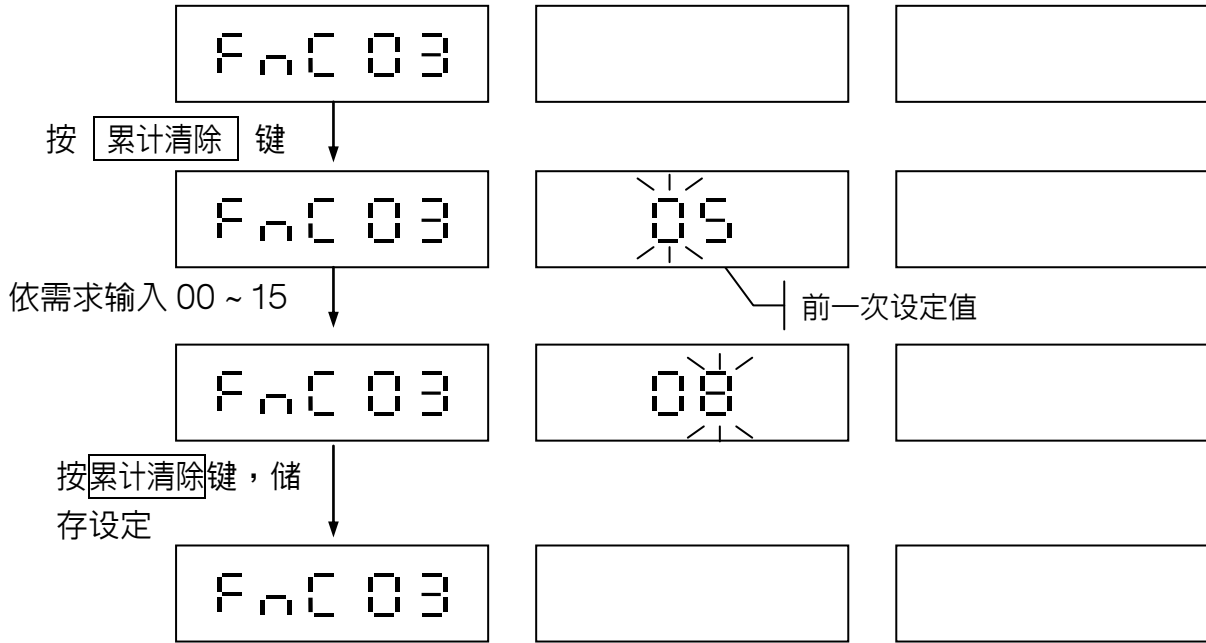 FnC 03
按 累计清除 键
FnC 03 05
依需求输入 00 ~ 15
前一次设定值
FnC 03 08
按累计清除键，储
存设定
FnC 03